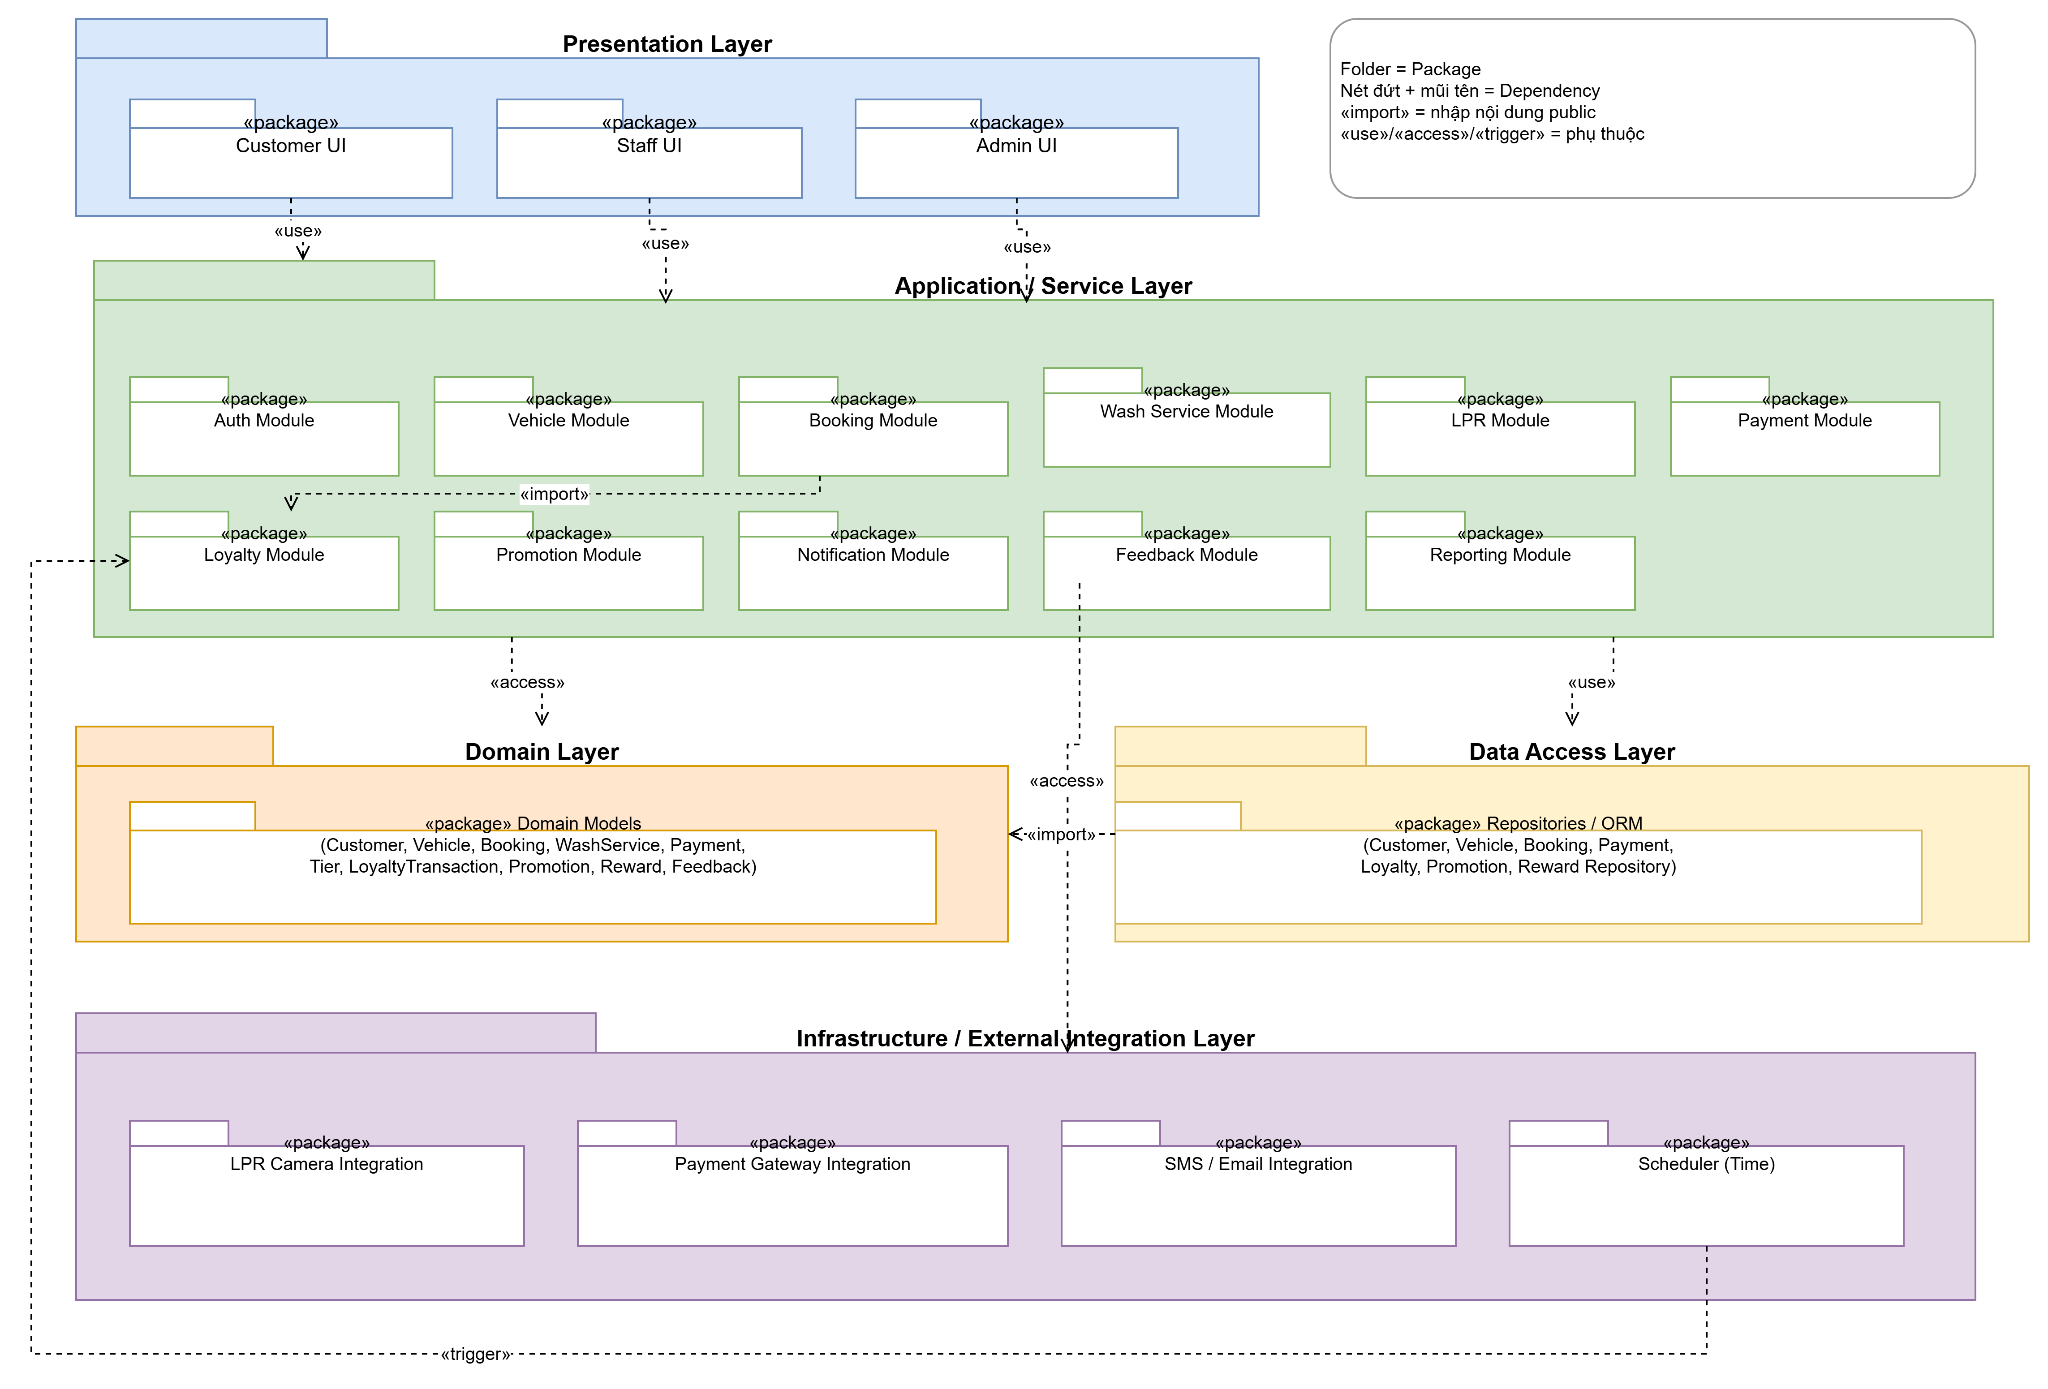 Presentation Layer
«package»
Customer UI
«package»
Staff UI
«package»
Admin UI
Folder = Package
Nét đứt + mũi tên = Dependency
«import» = nhập nội dung public
«use»/«access»/«trigger» = phụ thuộc
«use»
«use»
«use»
Application / Service Layer
«package»
Auth Module
«package»
Vehicle Module
«package»
Booking Module
«package»
Wash Service Module
«package»
LPR Module
«package»
Payment Module
«import»
«package»
Loyalty Module
«package»
Promotion Module
«package»
Notification Module
«package»
Feedback Module
«package»
Reporting Module
«access»
«use»
Domain Layer
«package» Domain Models
(Customer, Vehicle, Booking, WashService, Payment,
Tier, LoyaltyTransaction, Promotion, Reward, Feedback)
«access»
«import»
Data Access Layer
«package» Repositories / ORM
(Customer, Vehicle, Booking, Payment,
Loyalty, Promotion, Reward Repository)
Infrastructure / External Integration Layer
«package»
LPR Camera Integration
«package»
Payment Gateway Integration
«package»
SMS / Email Integration
«package»
Scheduler (Time)
«trigger»